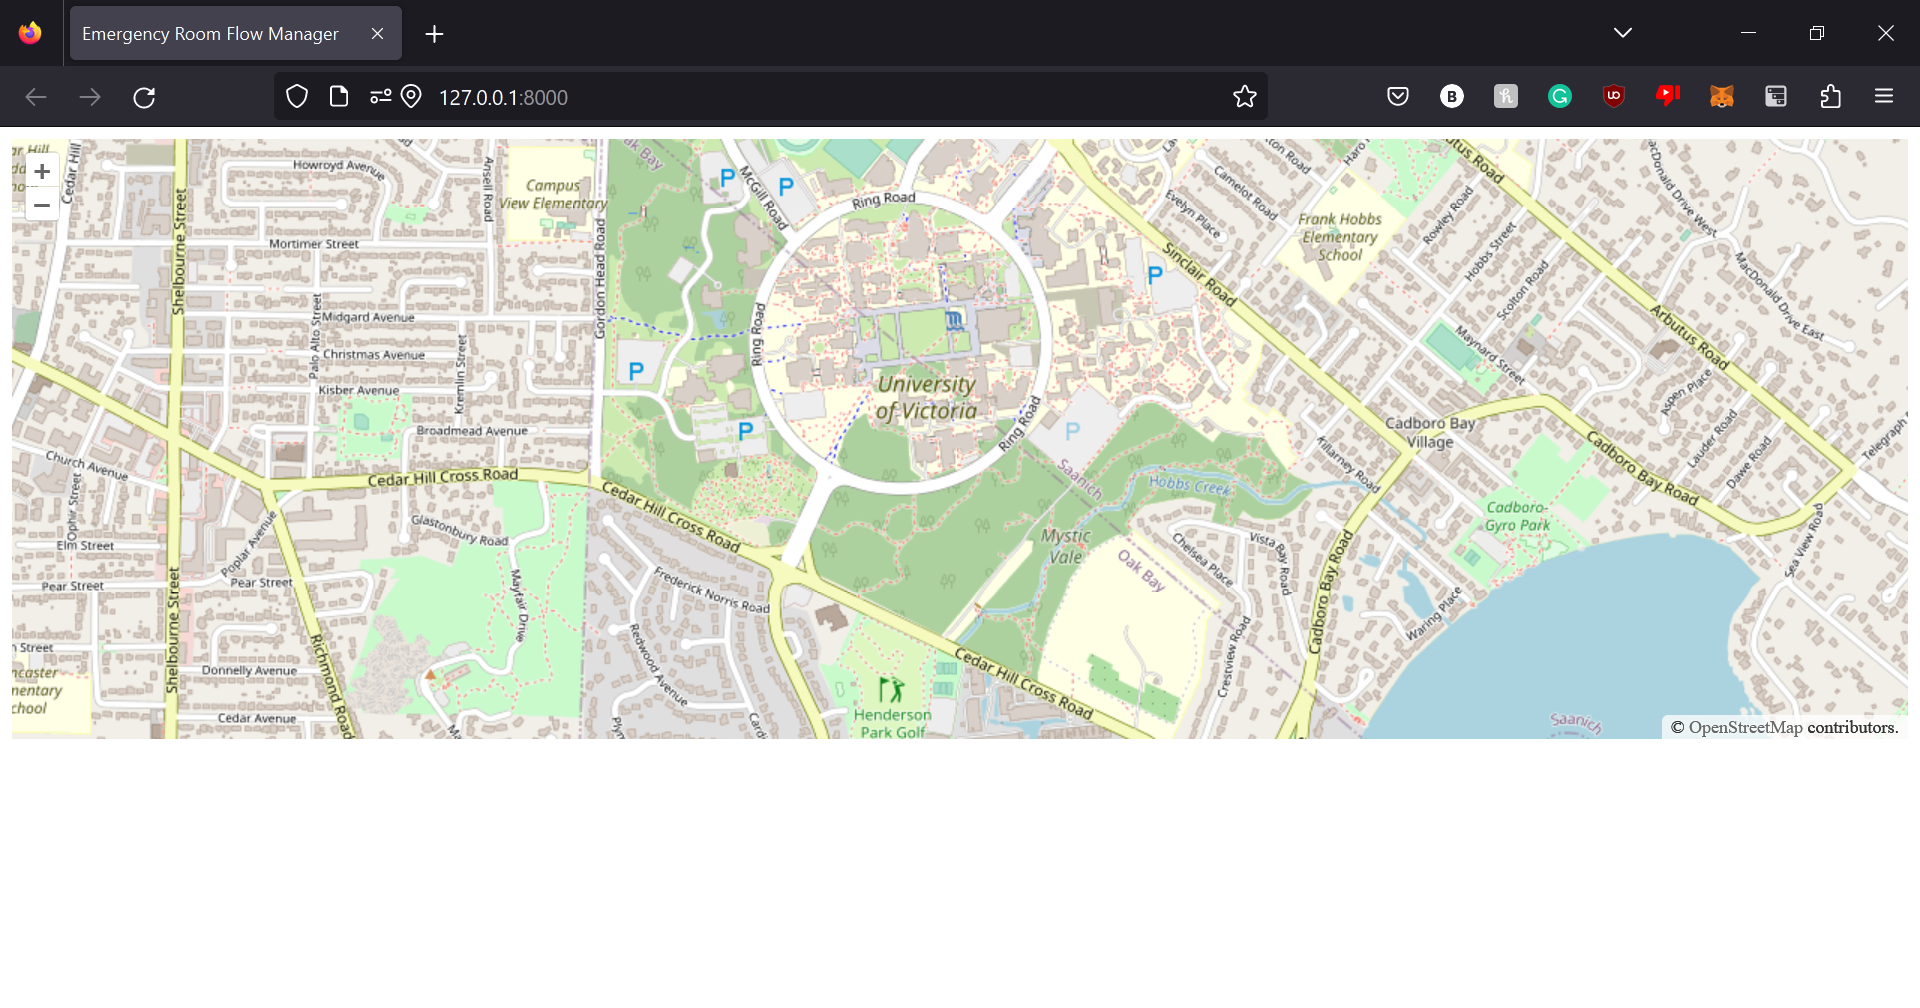 Emergency Room Flow Manager
127.0.0.1:8000
B
h
G
UO
+
−
Cedar Hill
Howroyd Avenue
Arsell Road
Campus
View Elementary
Oak Bay
P
P
McGill Road
Ring Road
Camelot Road
Evelyn Place
Frank Hobbs
Elementary
School
Rowley Road
Hobbs Street
Scolton Road
MacDonald Drive West
MacDonald Drive East
Shelbourne Street
Mortimer Street
Gordon Head Road
P
Sinclair Road
Arbutus Road
Palo Alto Street
Midgard Avenue
Christmas Avenue
Kremlin Street
Kisber Avenue
Ring Road
P
University
of Victoria
Maynard Street
Aspen Place
Broadmead Avenue
P
Ring Road
P
Cadboro Bay
Village
Lauder Road
Dawe Road
Telegraph
Church Avenue
Cedar Hill Cross Road
Saanich
Hobbs Creek
Killarney Road
Cadboro Bay Road
Ophir Street
Cedar Hill Cross Road
Glastonbury Road
Cadboro-
Gyro Park
Elm Street
Poplar Avenue
Mystic
Vale
Chelsea Place
Vista Bay Road
Sea View Road
Pear Street
Pear Street
Mayfair Drive
Frederick Norris Road
Oak Bay
Cadboro Bay Road
Waring Place
Shelbourne Street
Richmond Road
Redwood Avenue
Cedar Hill Cross Road
Crestview Road
Street
Donnelly Avenue
Cedar Avenue
Henderson
Park Golf
Saanich
© OpenStreetMap contributors.